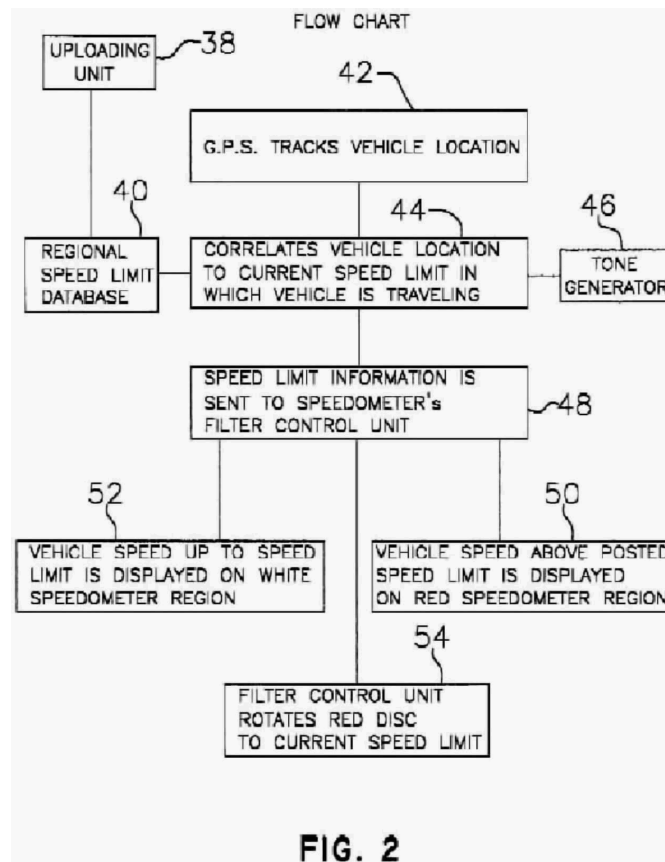 FLOW CHART
UPLOADING
UNIT
38
42
G.P.S. TRACKS VEHICLE LOCATION
40
44
46
REGIONAL
SPEED LIMIT
DATABASE
CORRELATES VEHICLE LOCATION
TO CURRENT SPEED LIMIT IN
WHICH VEHICLE IS TRAVELING
TONE
GENERATOR
SPEED LIMIT INFORMATION IS
SENT TO SPEEDOMETER's
FILTER CONTROL UNIT
48
52
50
VEHICLE SPEED UP TO SPEED
LIMIT IS DISPLAYED ON WHITE
SPEEDOMETER REGION
VEHICLE SPEED ABOVE POSTED
SPEED LIMIT IS DISPLAYED
ON RED SPEEDOMETER REGION
54
FILTER CONTROL UNIT
ROTATES RED DISC
TO CURRENT SPEED LIMIT
FIG. 2